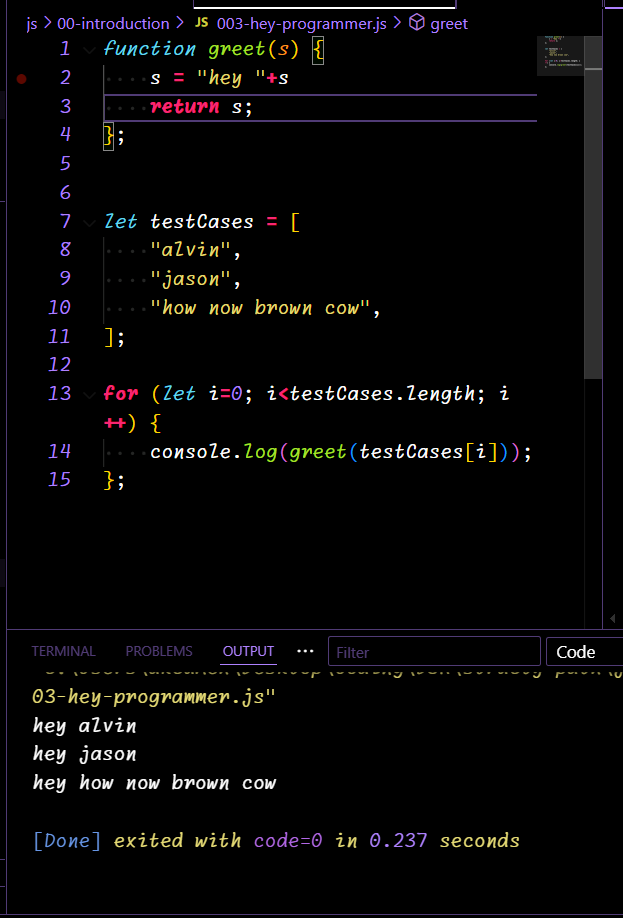 js > 00-introduction > JS 003-hey-programmer.js > greet
1 function greet(s) {
2 ····s = "hey "+s
3 ····return s;
4 };
5
6
7 let testCases = [
8 ····"alvin",
9 ····"jason",
10 ····"how now brown cow",
11 ];
12
13 for (let i=0; i<testCases.length; i
++) {
14 ····console.log(greet(testCases[i]));
15 };
TERMINAL PROBLEMS OUTPUT ··· Filter Code
03-hey-programmer.js"
hey alvin
hey jason
hey how now brown cow
[Done] exited with code=0 in 0.237 seconds